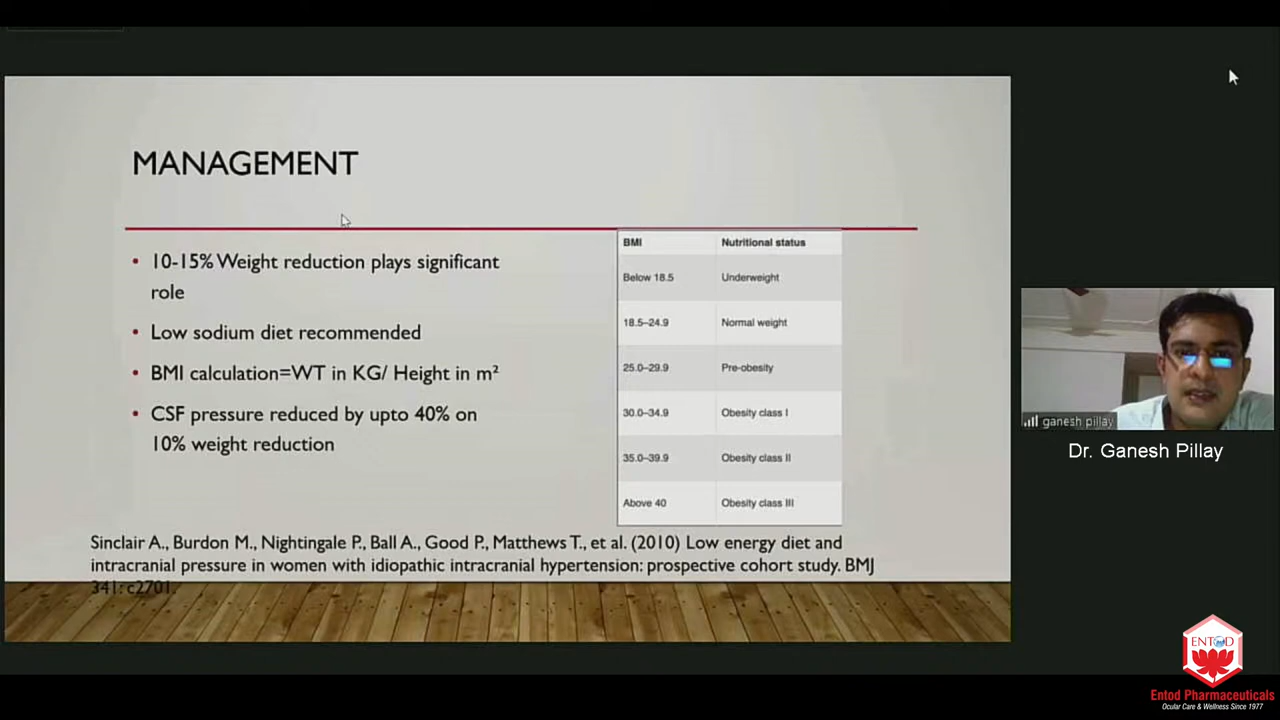 MANAGEMENT
• 10-15% Weight reduction plays significant
role
• Low sodium diet recommended
• BMI calculation=WT in KG/ Height in m²
• CSF pressure reduced by upto 40% on
10% weight reduction
BMI Nutritional status
Below 18.5 Underweight
18.5–24.9 Normal weight
25.0–29.9 Pre-obesity
30.0–34.9 Obesity class I
35.0–39.9 Obesity class II
Above 40 Obesity class III
Sinclair A., Burdon M., Nightingale P., Ball A., Good P., Matthews T., et al. (2010) Low energy diet and
intracranial pressure in women with idiopathic intracranial hypertension: prospective cohort study. BMJ
341: c2701.
ganesh pillay
Dr. Ganesh Pillay
ENTOD
Entod Pharmaceuticals
Ocular Care & Wellness Since 1977